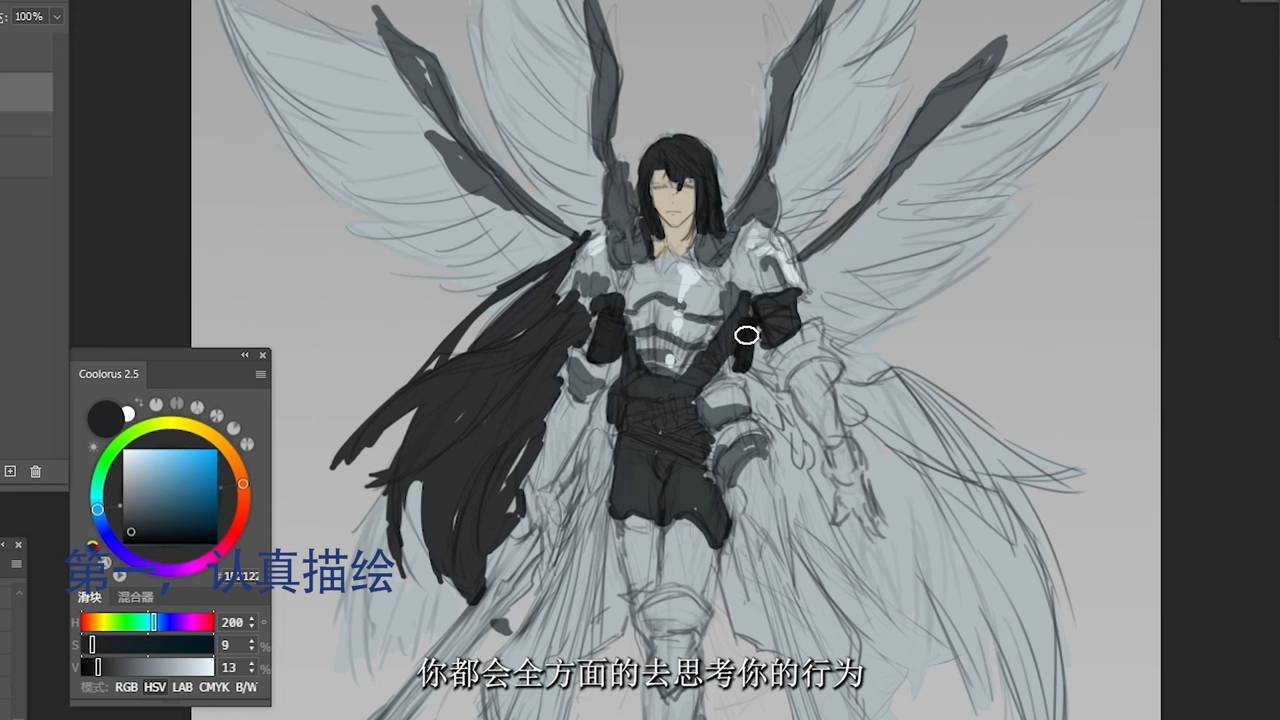 100%
Coolorus 2.5
第一，认真描绘
滑块 混合器
H 200 °
S 9 %
V 13 %
模式: RGB HSV LAB CMYK B/W
你都会全方面的去思考你的行为